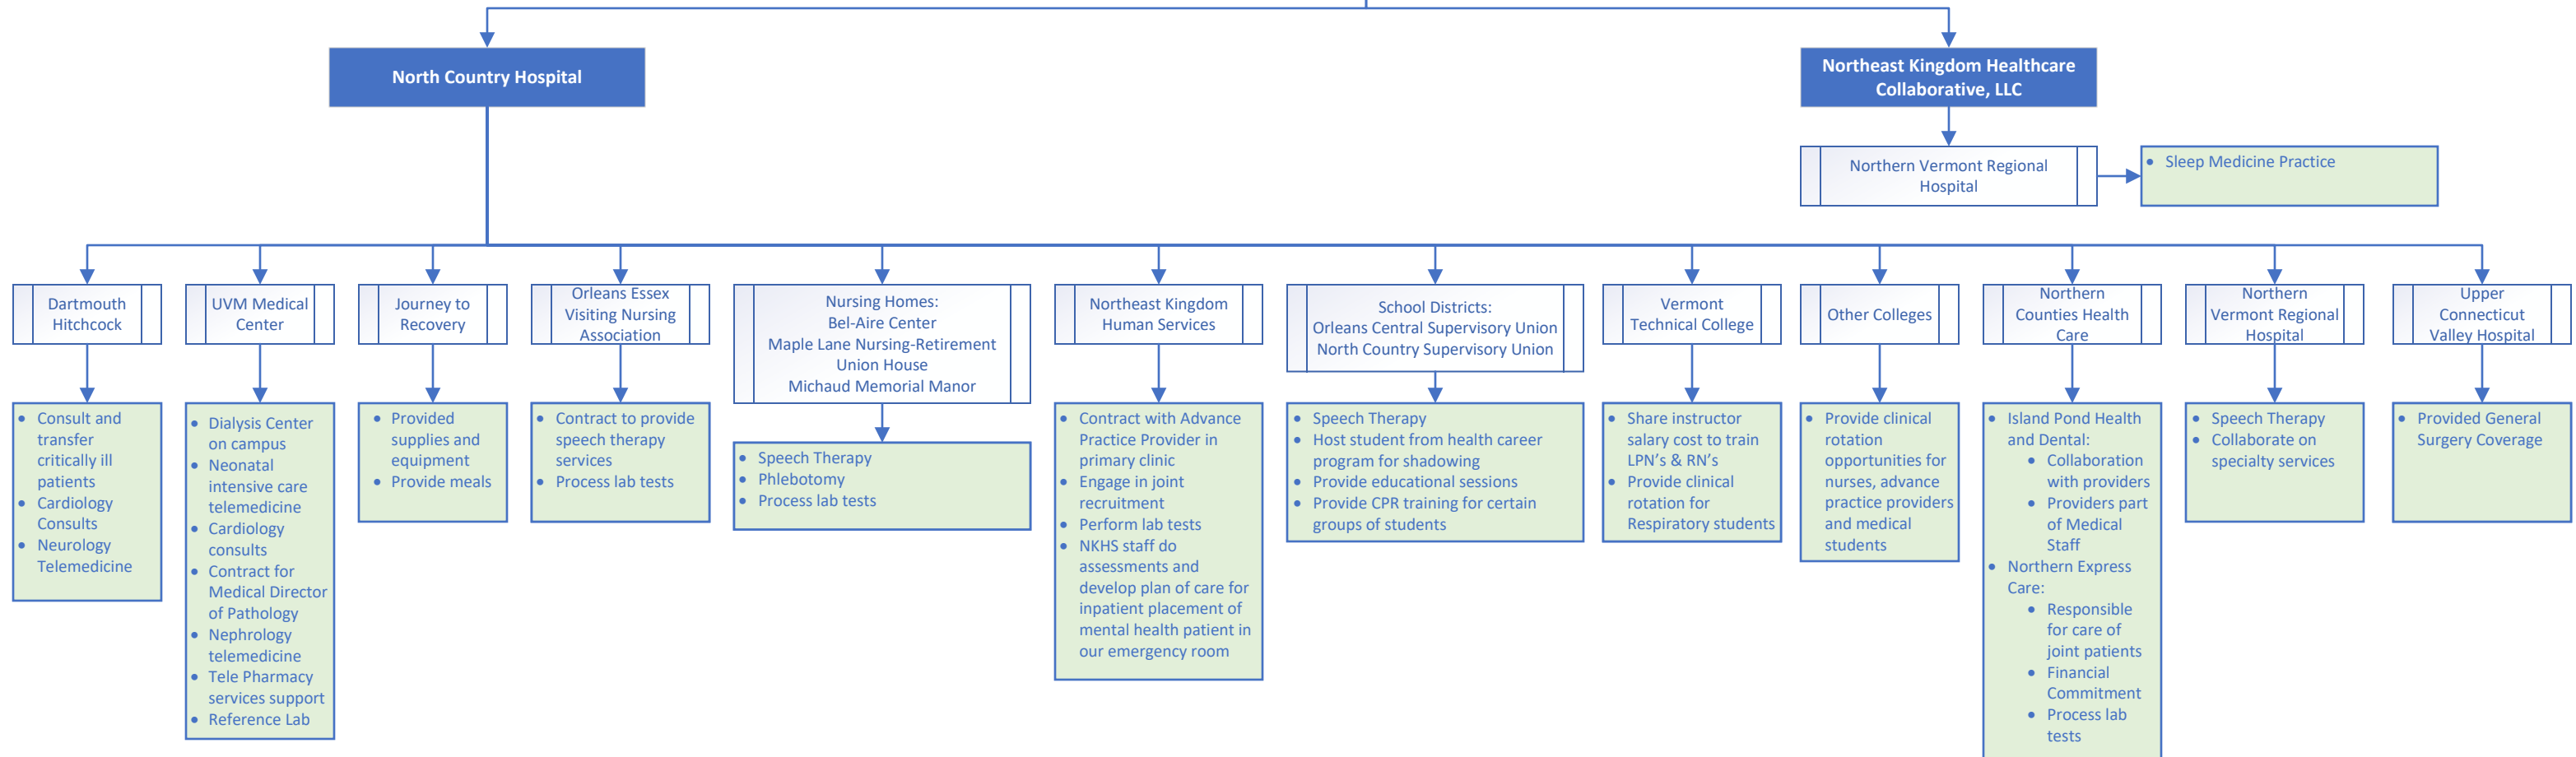 North Country Hospital
Northeast Kingdom Healthcare
Collaborative, LLC
Northern Vermont Regional
Hospital
• Sleep Medicine Practice
Dartmouth
Hitchcock
UVM Medical
Center
Journey to
Recovery
Orleans Essex
Visiting Nursing
Association
Nursing Homes:
Bel-Aire Center
Maple Lane Nursing-Retirement
Union House
Michaud Memorial Manor
Northeast Kingdom
Human Services
School Districts:
Orleans Central Supervisory Union
North Country Supervisory Union
Vermont
Technical College
Other Colleges
Northern
Counties Health
Care
Northern
Vermont Regional
Hospital
Upper
Connecticut
Valley Hospital
• Consult and
transfer
critically ill
patients
• Cardiology
Consults
• Neurology
Telemedicine
• Dialysis Center
on campus
• Neonatal
intensive care
telemedicine
• Cardiology
consults
• Contract for
Medical Director
of Pathology
• Nephrology
telemedicine
• Tele Pharmacy
services support
• Reference Lab
• Provided
supplies and
equipment
• Provide meals
• Contract to provide
speech therapy
services
• Process lab tests
• Speech Therapy
• Phlebotomy
• Process lab tests
• Contract with Advance
Practice Provider in
primary clinic
• Engage in joint
recruitment
• Perform lab tests
• NKHS staff do
assessments and
develop plan of care for
inpatient placement of
mental health patient in
our emergency room
• Speech Therapy
• Host student from health career
program for shadowing
• Provide educational sessions
• Provide CPR training for certain
groups of students
• Share instructor
salary cost to train
LPN’s & RN’s
• Provide clinical
rotation for
Respiratory students
• Provide clinical
rotation
opportunities for
nurses, advance
practice providers
and medical
students
• Island Pond Health
and Dental:
• Collaboration
with providers
• Providers part
of Medical
Staff
• Northern Express
Care:
• Responsible
for care of
joint patients
• Financial
Commitment
• Process lab
tests
• Speech Therapy
• Collaborate on
specialty services
• Provided General
Surgery Coverage